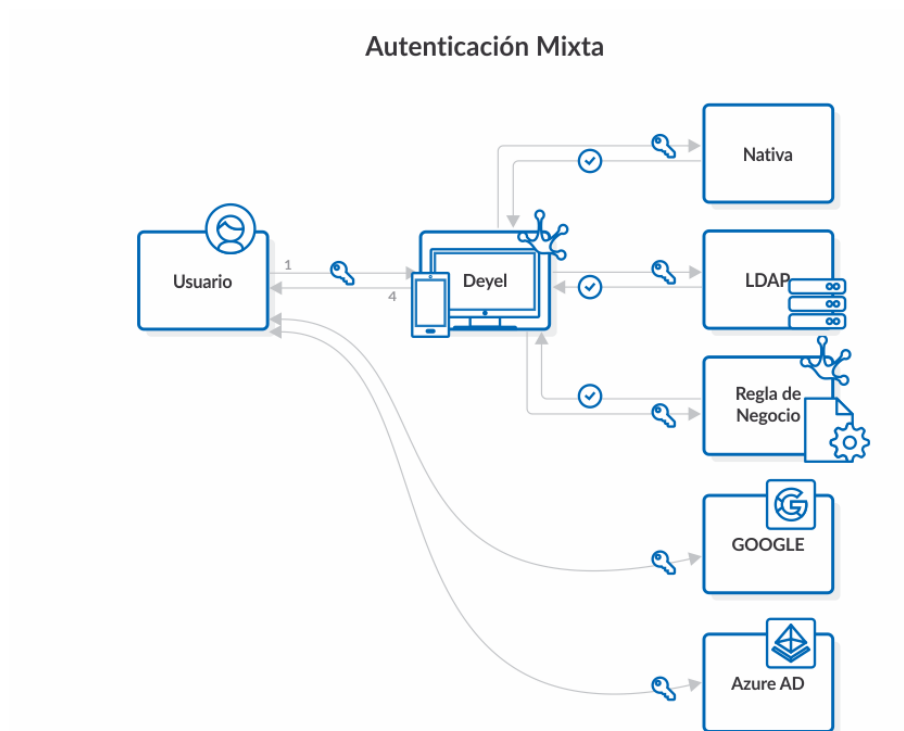 Autenticación Mixta
Nativa
Usuario
1
4
Deyel
LDAP
Regla de
Negocio
GOOGLE
Azure AD